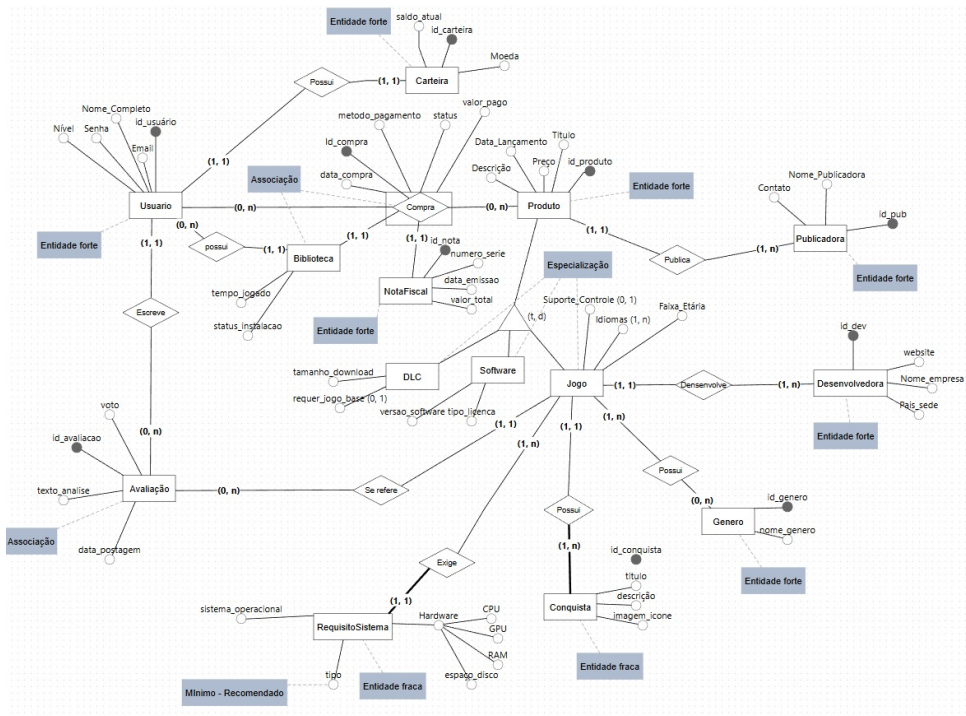 Entidade forte
saldo_atual
id_carteira
Moeda
Carteira
(1, 1)
Possui
Nome_Completo
Nível
Senha
id_usuário
Email
(1, 1)
Usuario
Entidade forte
metodo_pagamento
status
valor_pago
Id_compra
data_compra
Associação
(0, n)
Compra
(0, n)
Data_Lançamento
Título
Descrição
Preço
id_produto
Produto
Entidade forte
Nome_Publicadora
Contato
id_pub
Publicadora
Entidade forte
(1, 1)
Publica
(1, n)
(0, n)
possui
(1, 1)
Biblioteca
(1, 1)
tempo_jogado
status_instalacao
(1, 1)
id_nota
numero_serie
data_emissao
valor_total
NotaFiscal
Entidade forte
Especialização
(t, d)
Suporte_Controle (0, 1)
Idiomas (1, n)
Faixa_Etária
(1, 1)
Escreve
(0, n)
tamanho_download
requer_jogo_base (0, 1)
DLC
Software
versao_software
tipo_licenca
Jogo
(1, 1)
Densenvolve
(1, n)
id_dev
website
Nome_empresa
Pais_sede
Desenvolvedora
Entidade forte
voto
id_avaliacao
texto_analise
data_postagem
Avaliação
Associação
(0, n)
Se refere
(1, 1)
(1, n)
Exige
(1, 1)
(1, 1)
Possui
(1, n)
(1, n)
Possui
(0, n)
id_genero
nome_genero
Genero
Entidade forte
id_conquista
título
descrição
imagem_icone
Conquista
Entidade fraca
sistema_operacional
RequisitoSistema
Hardware
CPU
GPU
RAM
espaço_disco
tipo
Mínimo - Recomendado
Entidade fraca